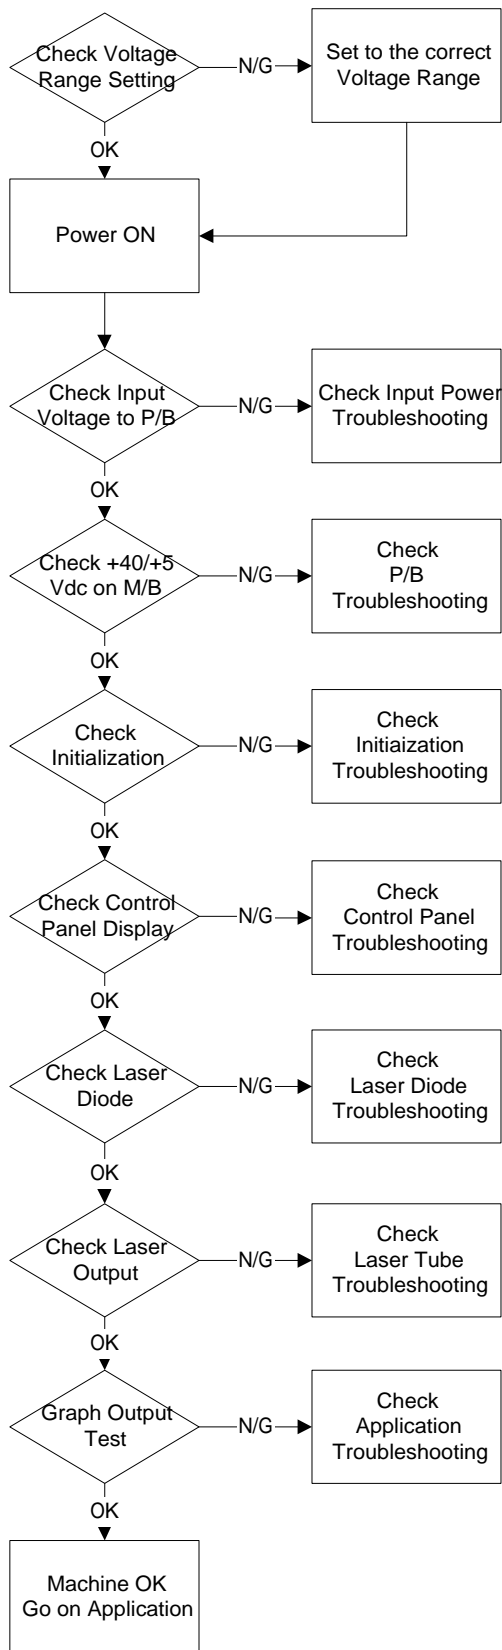 Check Voltage
Range Setting
N/G
Set to the correct
Voltage Range
OK
Power ON
Check Input
Voltage to P/B
N/G
Check Input Power
Troubleshooting
OK
Check +40/+5
Vdc on M/B
N/G
Check
P/B
Troubleshooting
OK
Check
Initialization
N/G
Check
Initiaization
Troubleshooting
OK
Check Control
Panel Display
N/G
Check
Control Panel
Troubleshooting
OK
Check Laser
Diode
N/G
Check
Laser Diode
Troubleshooting
OK
Check Laser
Output
N/G
Check
Laser Tube
Troubleshooting
OK
Graph Output
Test
N/G
Check
Application
Troubleshooting
OK
Machine OK
Go on Application